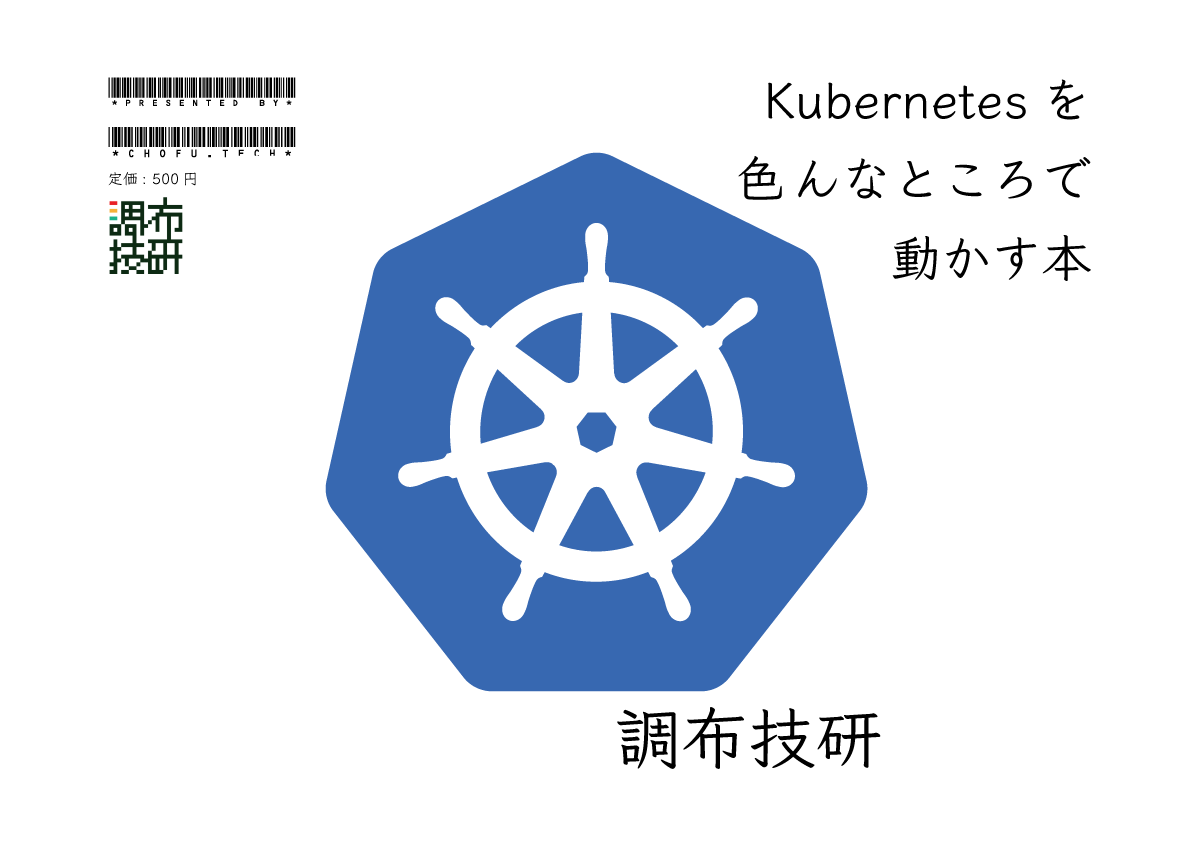 *PRESENTED BY*
*CHOFU.TECH*
定価：500 円
調布
技研
Kubernetes を
色んなところで
動かす本
調布技研